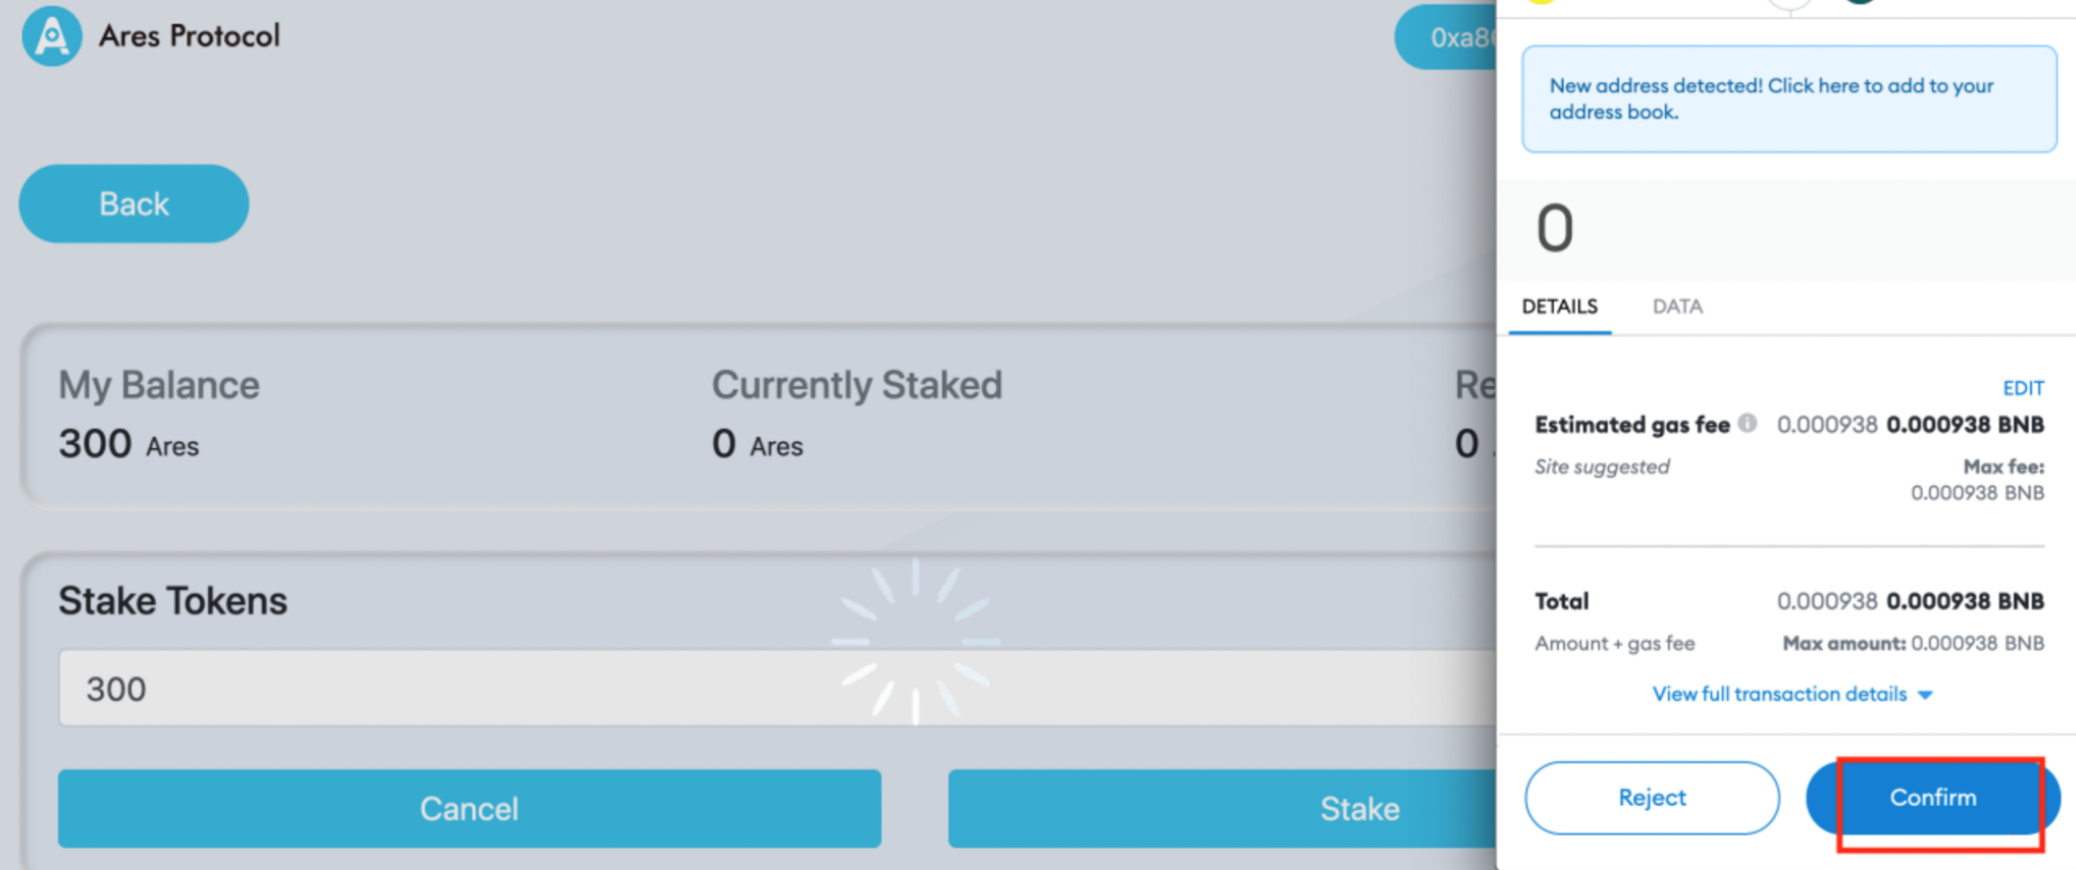 Ares Protocol
0xa8
Back
My Balance
300 Ares
Currently Staked
0 Ares
Re
0
Stake Tokens
300
Cancel
Stake
New address detected! Click here to add to your
address book.
0
DETAILS
DATA
EDIT
Estimated gas fee 0.000938 0.000938 BNB
Site suggested
Max fee:
0.000938 BNB
Total 0.000938 0.000938 BNB
Amount + gas fee Max amount: 0.000938 BNB
View full transaction details
Reject
Confirm